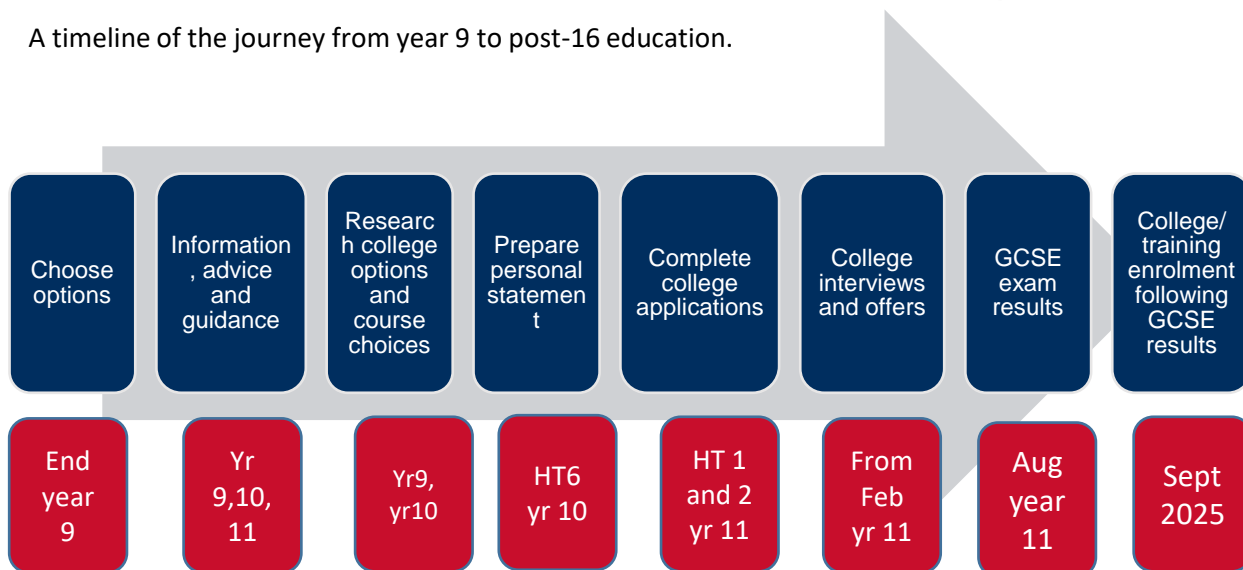 A timeline of the journey from year 9 to post-16 education.
Choose
options
Information
, advice
and
guidance
Researc
h college
options
and
course
choices
Prepare
personal
statemen
t
Complete
college
applications
College
interviews
and offers
GCSE
exam
results
College/
training
enrolment
following
GCSE
results
End
year
9
Yr
9,10,
11
Yr9,
yr10
HT6
yr 10
HT 1
and 2
yr 11
From
Feb
yr 11
Aug
year
11
Sept
2025